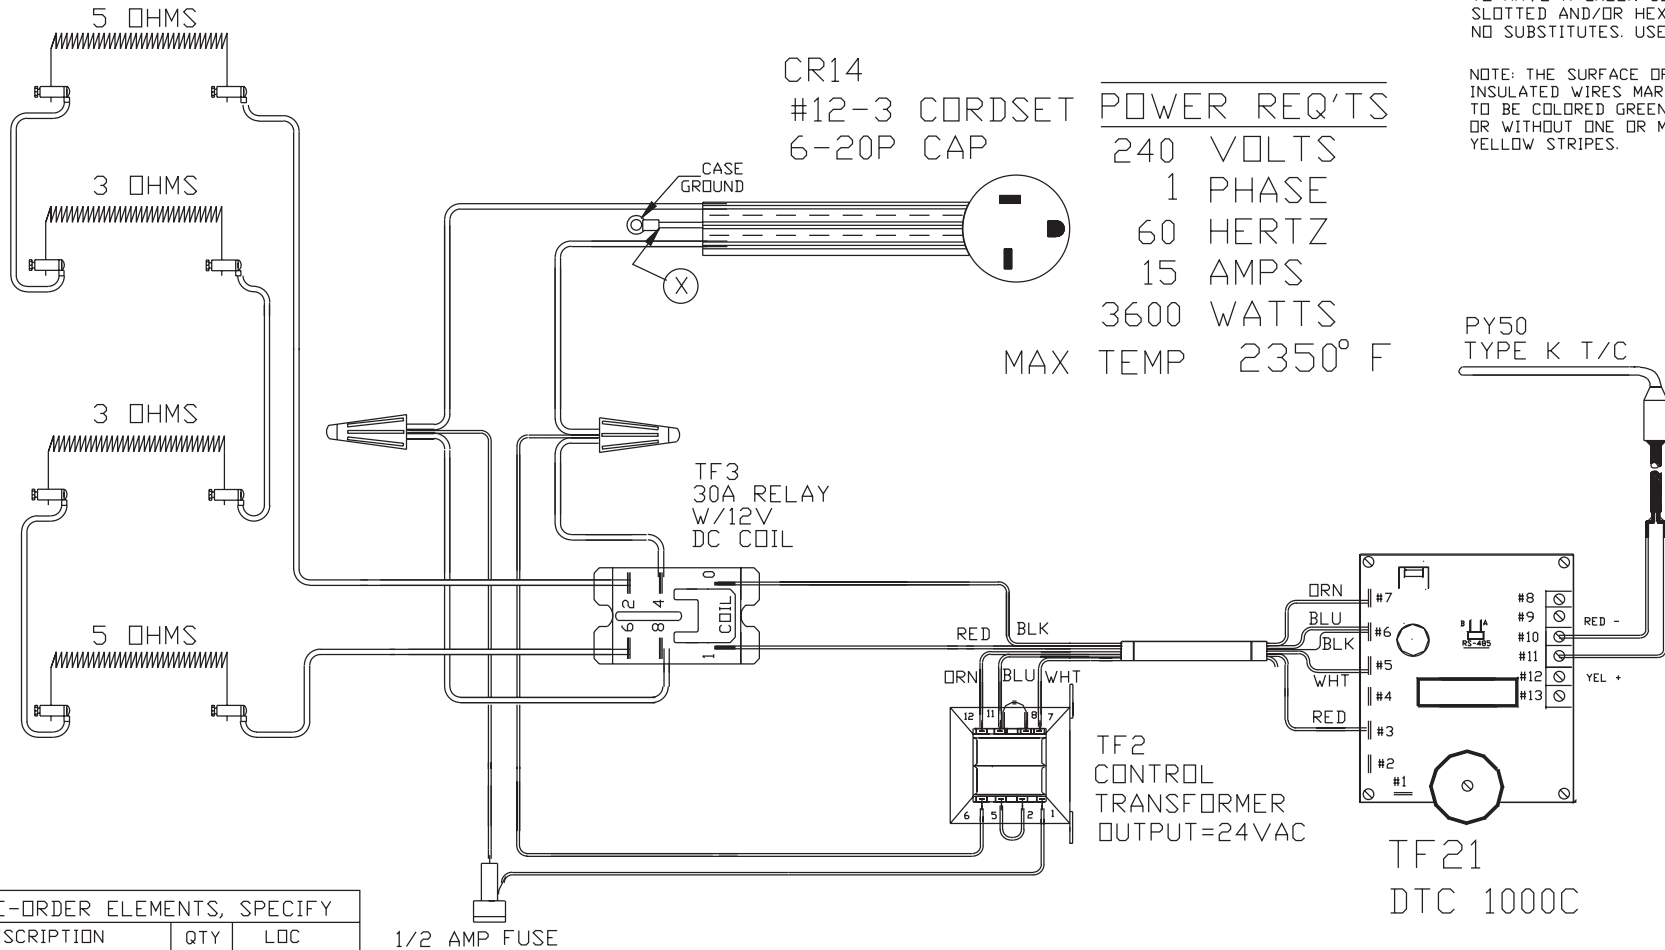 5 OHMS
3 OHMS
3 OHMS
5 OHMS
CR14
#12-3 CORDSET
6-20P CAP
CASE
GROUND
X
POWER REQ'TS
240 VOLTS
1 PHASE
60 HERTZ
15 AMPS
3600 WATTS
MAX TEMP 2350° F
SLOTTED AND/OR HEX
NO SUBSTITUTES. USE
NOTE: THE SURFACE OF
INSULATED WIRES MAR
TO BE COLORED GREEN
OR WITHOUT ONE OR M
YELLOW STRIPES.
PY50
TYPE K T/C
TF3
30A RELAY
W/12V
DC COIL
2 4 0
6 8 1
COIL
RED BLK
ORN BLU WHT
12 11 8 7
6 5 2 1
TF2
CONTROL
TRANSFORMER
OUTPUT=24VAC
ORN
BLU
BLK
WHT
RED
#7
#6
#5
#4
#3
#2
#1
B A
RS-485
#8
#9
#10
#11
#12
#13
RED -
YEL +
TF21
DTC 1000C
E-ORDER ELEMENTS, SPECIFY
SCRIPTION QTY LOC
1/2 AMP FUSE